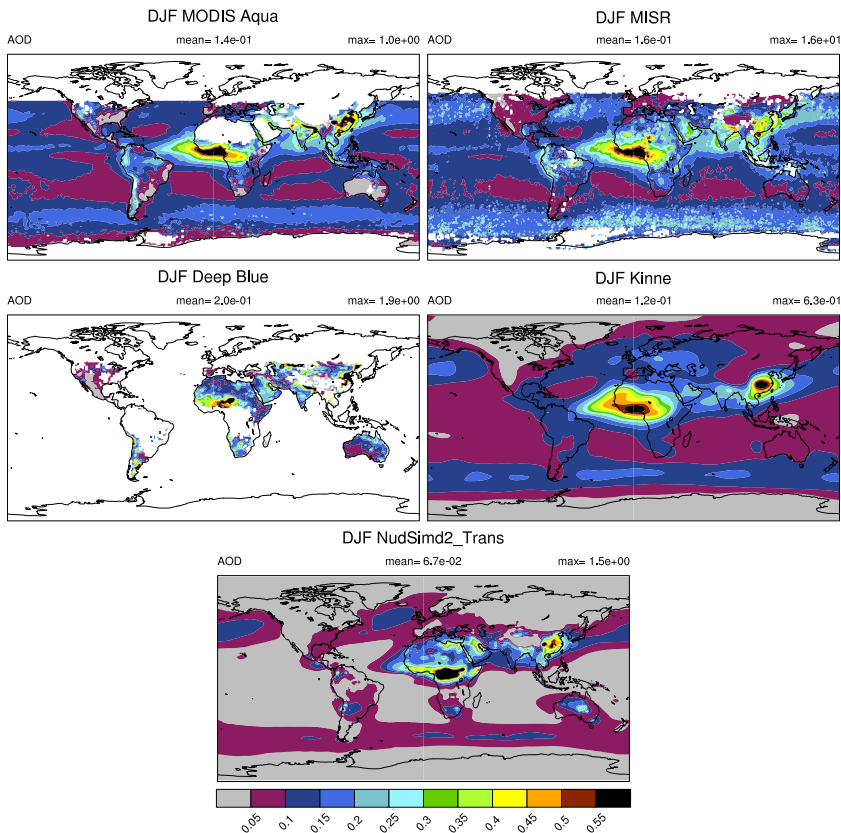 DJF MODIS Aqua
AOD mean= 1.4e-01 max= 1.0e+00
DJF MISR
AOD mean= 1.6e-01 max= 1.6e+01
DJF Deep Blue
AOD mean= 2.0e-01 max= 1.9e+00
DJF Kinne
AOD mean= 1.2e-01 max= 6.3e-01
DJF NudSimd2_Trans
AOD mean= 6.7e-02 max= 1.5e+00
0.05 0.1 0.15 0.2 0.25 0.3 0.35 0.4 0.45 0.5 0.55